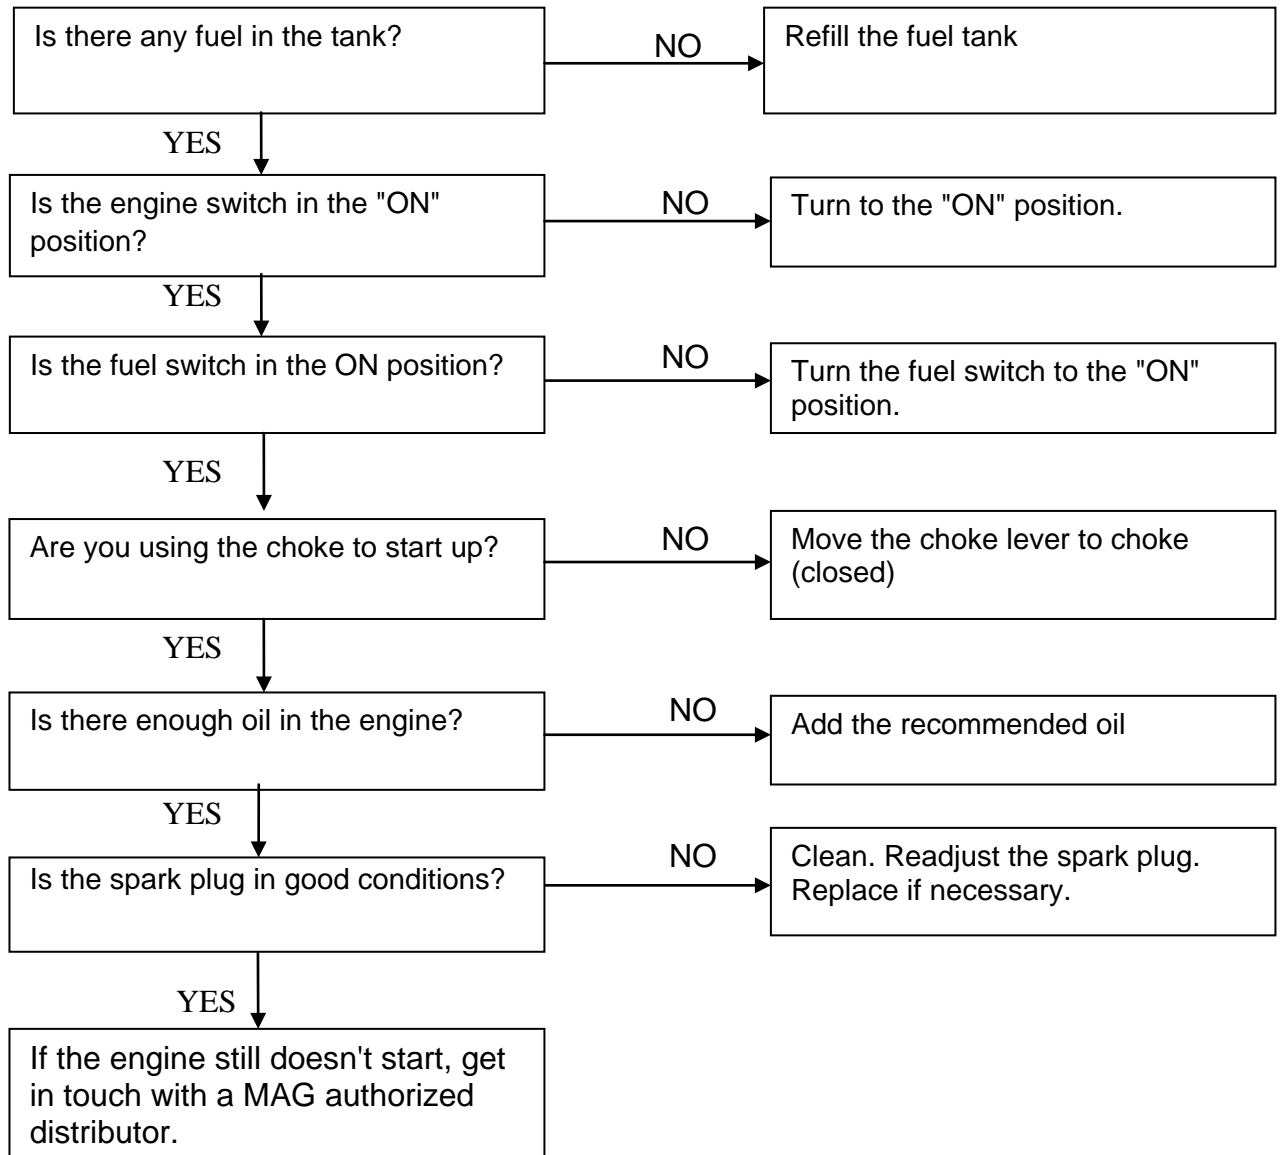 Is there any fuel in the tank?
NO
Refill the fuel tank
YES
Is the engine switch in the "ON"
position?
NO
Turn to the "ON" position.
YES
Is the fuel switch in the ON position?
NO
Turn the fuel switch to the "ON"
position.
YES
Are you using the choke to start up?
NO
Move the choke lever to choke
(closed)
YES
Is there enough oil in the engine?
NO
Add the recommended oil
YES
Is the spark plug in good conditions?
NO
Clean. Readjust the spark plug.
Replace if necessary.
YES
If the engine still doesn't start, get
in touch with a MAG authorized
distributor.